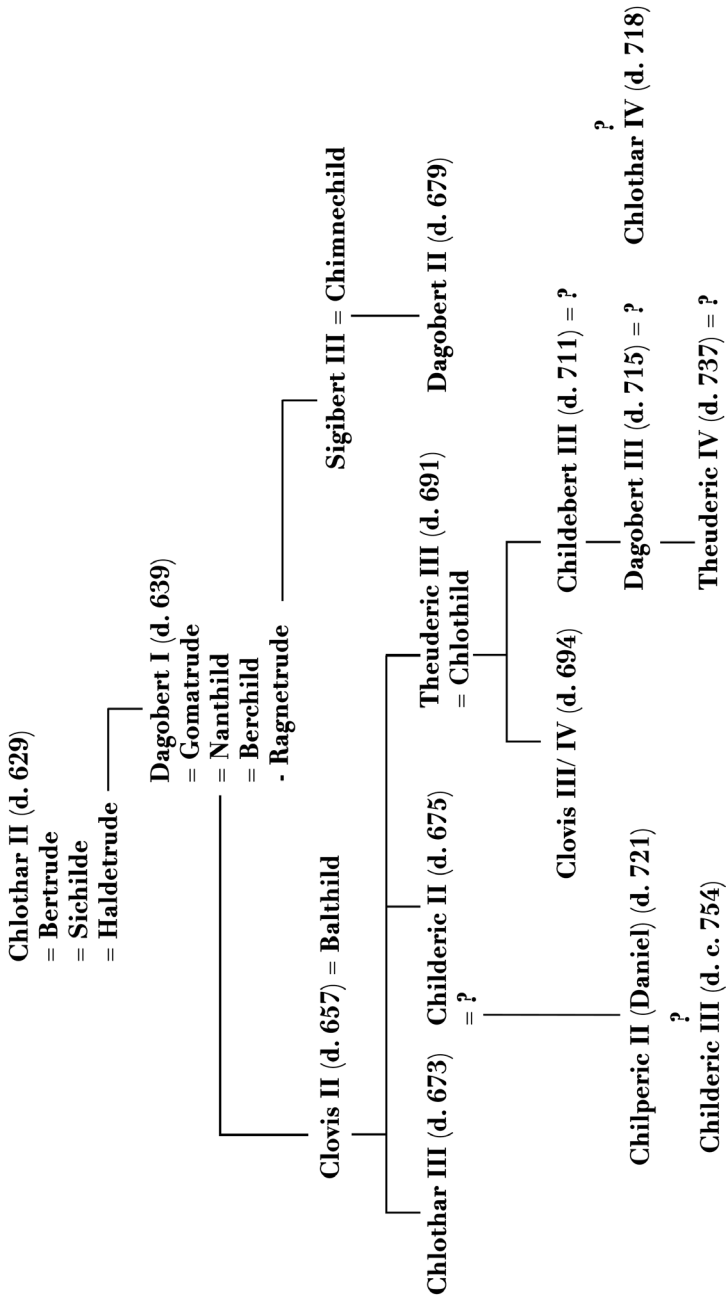 Chlothar II (d. 629)
= Bertrude
= Sichilde
= Haldetrude
Dagobert I (d. 639)
= Gomatrude
= Nanthild
= Berchild
- Ragnetrude
Clovis II (d. 657) = Balthild
Sigibert III = Chimnechild
Chlothar III (d. 673)
Childeric II (d. 675)
= ?
Theuderic III (d. 691)
= Chlothild
Dagobert II (d. 679)
Clovis III/ IV (d. 694)
Childebert III (d. 711) = ?
?
Chilperic II (Daniel) (d. 721)
Dagobert III (d. 715) = ?
Chlothar IV (d. 718)
?
Childeric III (d. c. 754)
Theuderic IV (d. 737) = ?